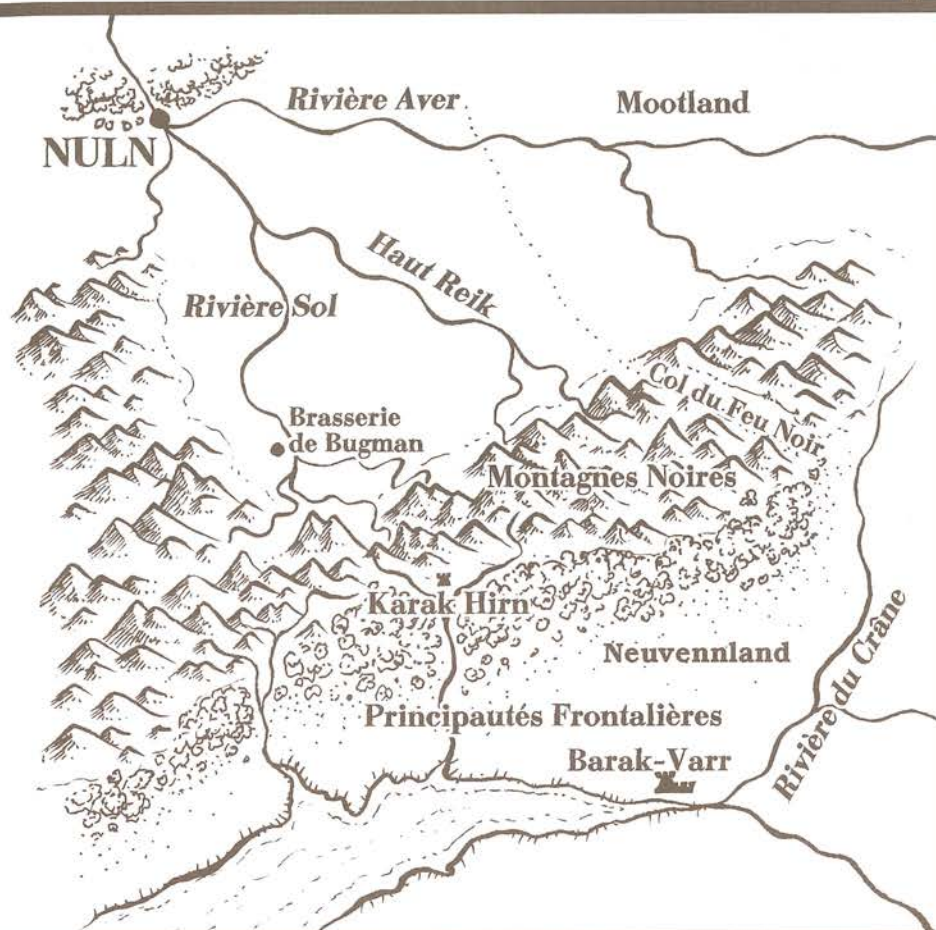 Rivière Aver
Mootland
NULN
Haut Reik
Rivière Sol
Col du Feu Noir
Brasserie
de Bugman
Montagnes Noires
Karak Hirn
Neuvennland
Rivière du Crâne
Principautés Frontalières
Barak-Varr